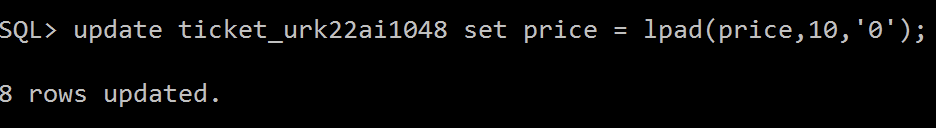 SQL> update ticket_urk22ai1048 set price = lpad(price,10,'0');
8 rows updated.